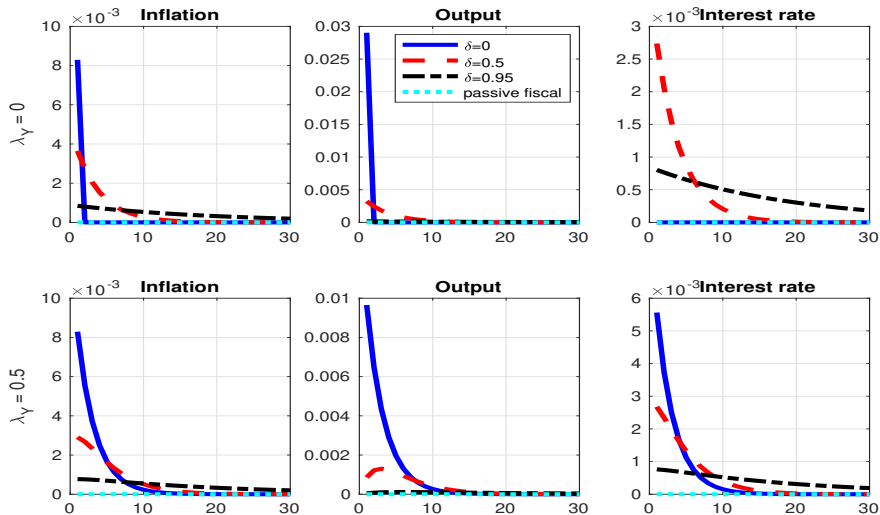 ×10⁻³ Inflation
Output
×10⁻³ Interest rate
λY = 0
10
8
6
4
2
0
0 10 20 30
0.03
0.025
0.02
0.015
0.01
0.005
0
0 10 20 30
δ=0
δ=0.5
δ=0.95
passive fiscal
3
2.5
2
1.5
1
0.5
0
0 10 20 30
×10⁻³ Inflation
Output
×10⁻³ Interest rate
λY = 0.5
10
8
6
4
2
0
0 10 20 30
0.01
0.008
0.006
0.004
0.002
0
0 10 20 30
6
5
4
3
2
1
0
0 10 20 30